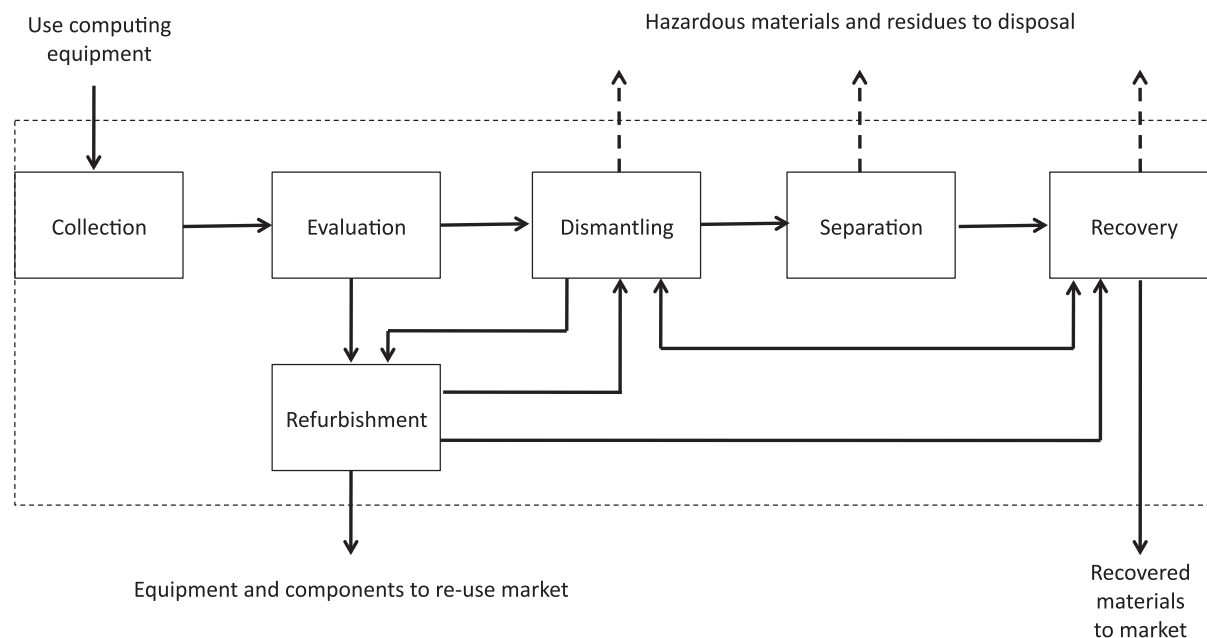 Use computing
equipment
Hazardous materials and residues to disposal
Collection
Evaluation
Dismantling
Separation
Recovery
Refurbishment
Equipment and components to re-use market
Recovered
materials
to market